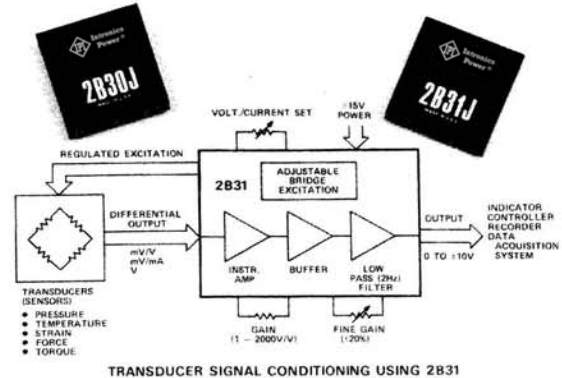 Intronics
Power®
2B30J
Intronics
Power®
2B31J
VOLT./CURRENT SET
±15V
POWER
REGULATED EXCITATION
2B31
ADJUSTABLE
BRIDGE
EXCITATION
DIFFERENTIAL
OUTPUT
mV/V
mV/mA
V
INSTR.
AMP
BUFFER
LOW
PASS (2Hz)
FILTER
OUTPUT
0 TO ±10V
INDICATOR
CONTROLLER
RECORDER
DATA
ACQUISITION
SYSTEM
TRANSDUCERS
(SENSORS)
● PRESSURE
● TEMPERATURE
● STRAIN
● FORCE
● TORQUE
GAIN
(1 – 2000V/V)
FINE GAIN
(±20%)
TRANSDUCER SIGNAL CONDITIONING USING 2B31